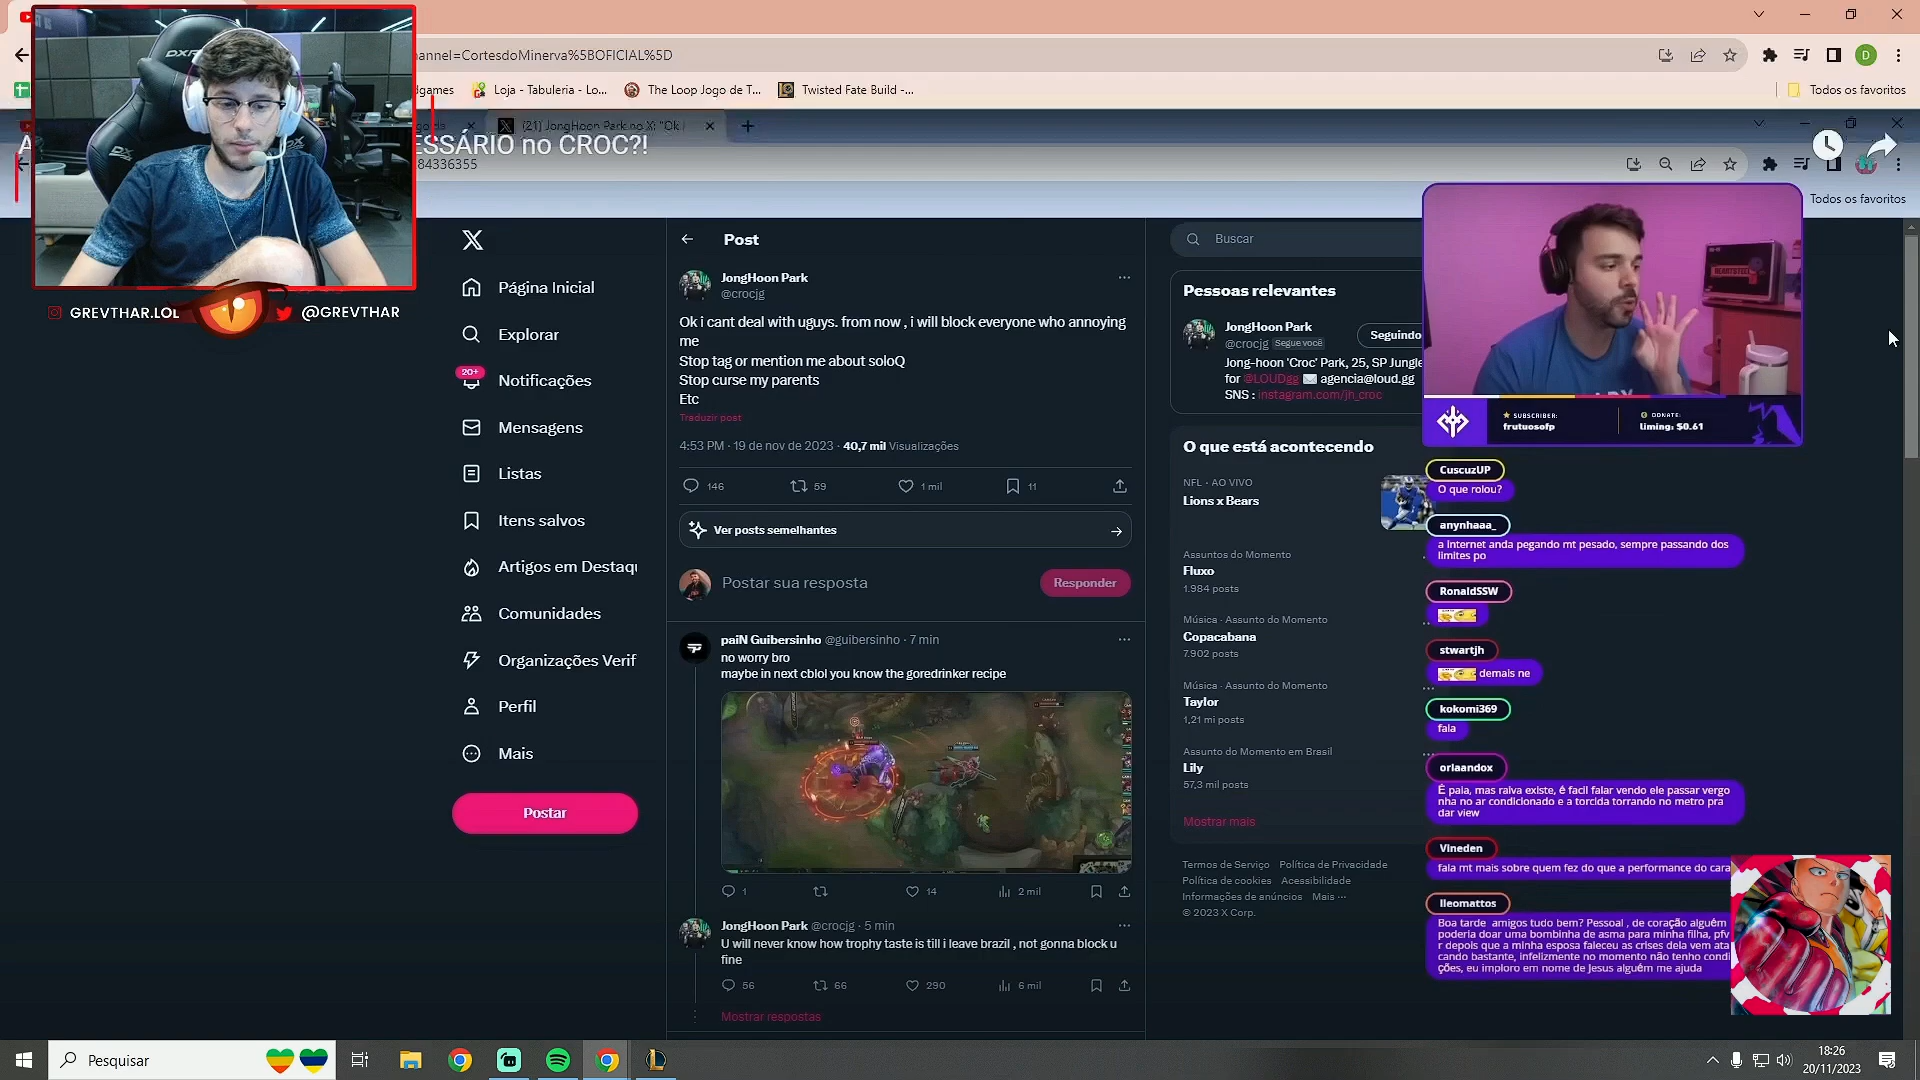 hannel=CortesdoMinerva%5BOFICIAL%5D
dgames
Loja - Tabuleria - Lo...
The Loop Jogo de T...
Twisted Fate Build -...
Todos os favoritos
D
(21) JongHoon Park no X: "Ok i
ESSÁRIO no CROC?!
84336355
Todos os favoritos
GREVTHAR.LOL
@GREVTHAR
Página Inicial
Explorar
20+
Notificações
Mensagens
Listas
Itens salvos
Artigos em Destaqu
Comunidades
Organizações Verif
Perfil
Mais
Postar
Post
JongHoon Park
@crocjg
Ok i cant deal with uguys. from now , i will block everyone who annoying
me
Stop tag or mention me about soloQ
Stop curse my parents
Etc
Traduzir post
4:53 PM · 19 de nov de 2023 · 40,7 mil Visualizações
146
59
1 mil
11
Ver posts semelhantes
Postar sua resposta
Responder
paiN Guibersinho @guibersinho · 7 min
no worry bro
maybe in next cblol you know the goredrinker recipe
1
14
2 mil
JongHoon Park @crocjg · 5 min
U will never know how trophy taste is till i leave brazil , not gonna block u
fine
56
66
290
6 mil
Mostrar respostas
Buscar
Pessoas relevantes
JongHoon Park
Seguindo
@crocjg Segue você
Jong-hoon 'Croc' Park, 25, SP Jungle
for @LOUDgg ✉️ agencia@loud.gg
SNS : instagram.com/jh_croc
O que está acontecendo
NFL · AO VIVO
Lions x Bears
Assuntos do Momento
Fluxo
1.984 posts
Música · Assunto do Momento
Copacabana
7.902 posts
Música · Assunto do Momento
Taylor
1,21 mi posts
Assunto do Momento em Brasil
Lily
57,3 mil posts
Mostrar mais
Termos de Serviço Política de Privacidade
Política de cookies Acessibilidade
Informações de anúncios Mais ···
© 2023 X Corp.
SUBSCRIBER:
frutuosofp
DONATE:
liming: $0.61
CuscuzUP
O que rolou?
anynhaaa_
a internet anda pegando mt pesado, sempre passando dos
limites po
RonaldSSW
stwartjh
demais ne
kokomi369
fala
orlaandox
É paia, mas raiva existe, é facil falar vendo ele passar vergo
nha no ar condicionado e a torcida torrando no metro pra
dar view
Vineden
fala mt mais sobre quem fez do que a performance do cara
lleomattos
Boa tarde amigos tudo bem? Pessoal , de coração alguém
poderia doar uma bombinha de asma para minha filha, pfv
r depois que a minha esposa faleceu as crises dela vem ata
cando bastante, infelizmente no momento não tenho condi
ções, eu imploro em nome de Jesus alguém me ajuda
Pesquisar
18:26
20/11/2023